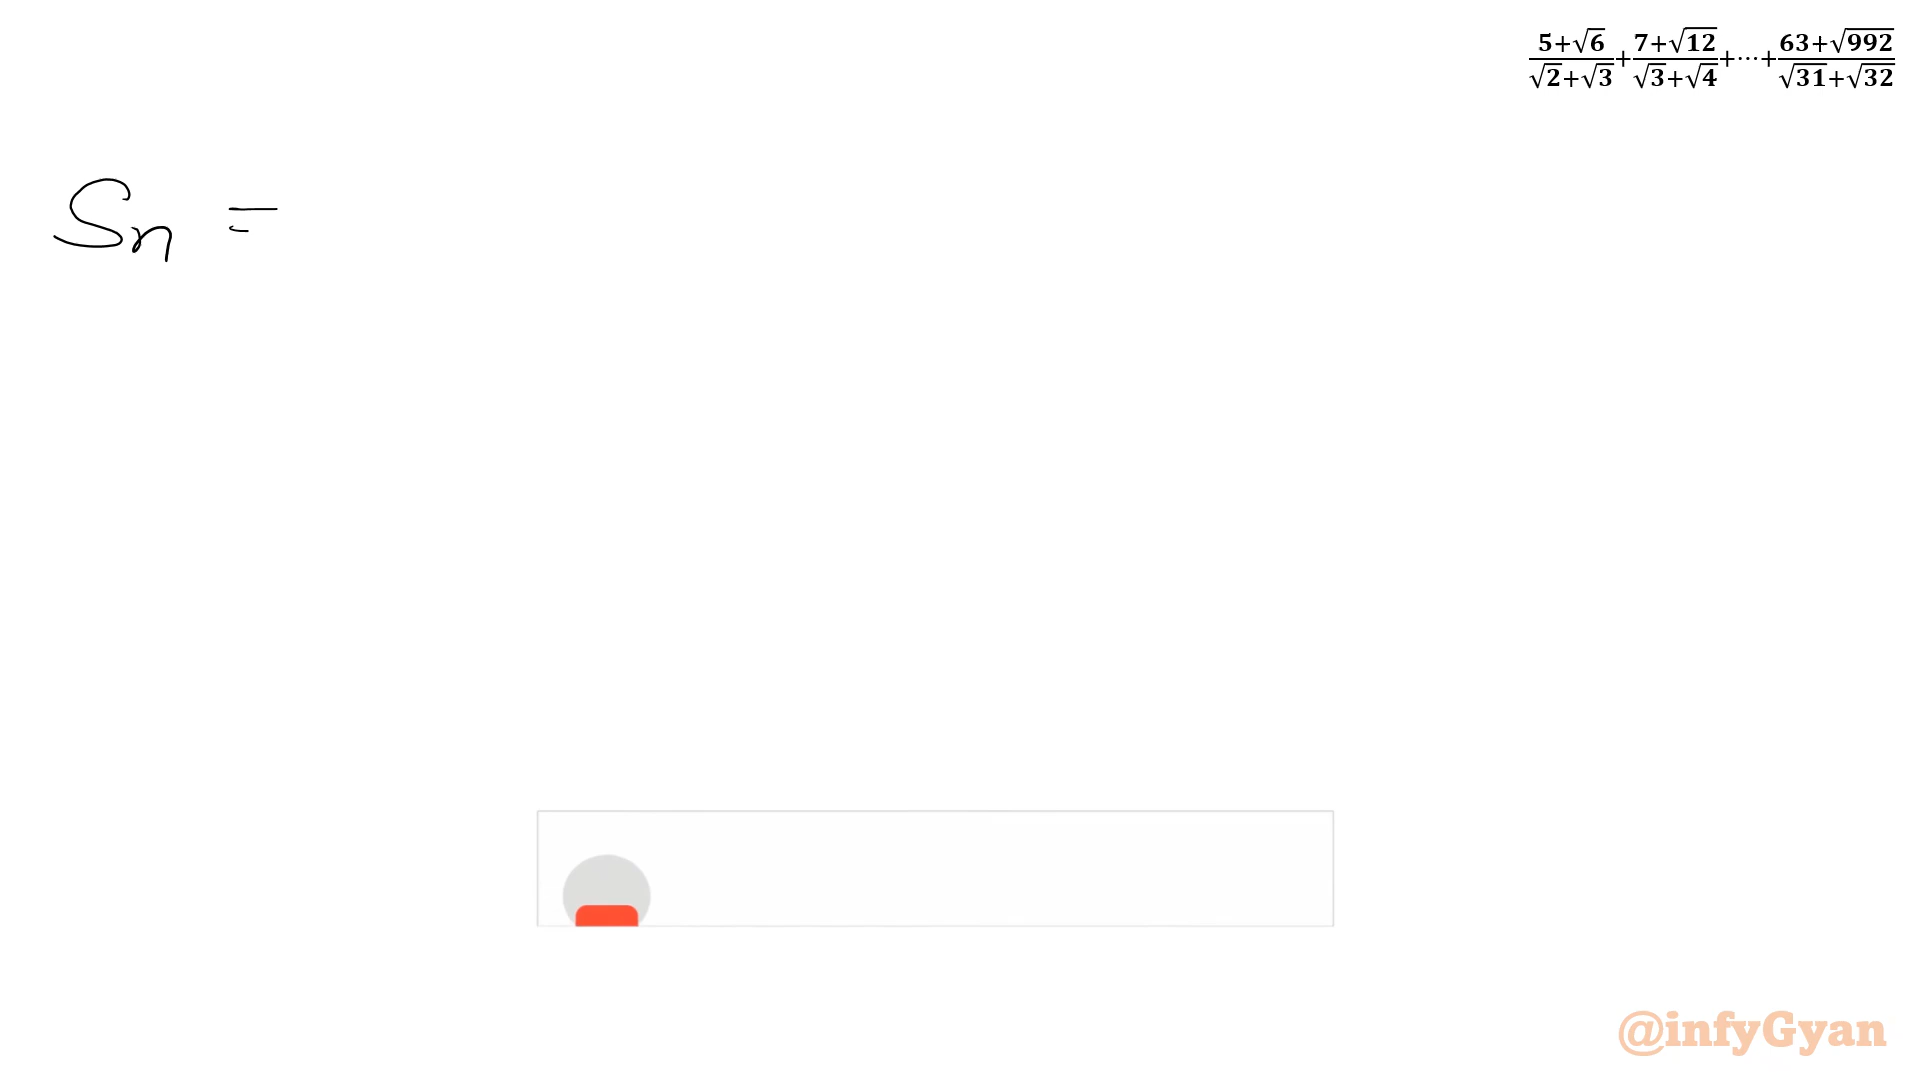 (5+√6)/(√2+√3) + (7+√12)/(√3+√4) + ⋯ + (63+√992)/(√31+√32)
Sn =
@infyGyan